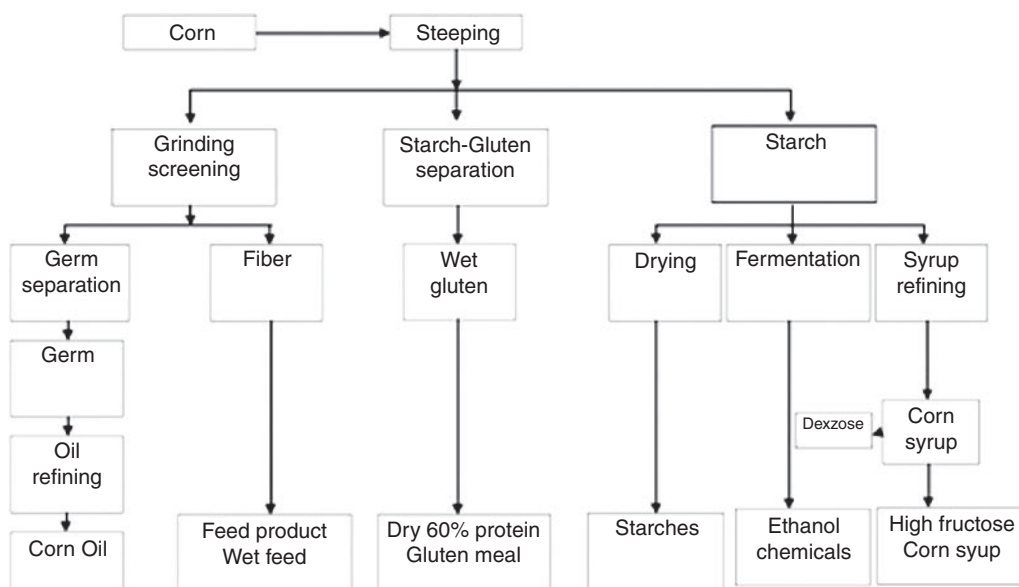 Corn
Steeping
Grinding
screening
Starch-Gluten
separation
Starch
Germ
separation
Fiber
Wet
gluten
Drying
Fermentation
Syrup
refining
Germ
Dexzose
Corn
syrup
Oil
refining
Corn Oil
Feed product
Wet feed
Dry 60% protein
Gluten meal
Starches
Ethanol
chemicals
High fructose
Corn syup